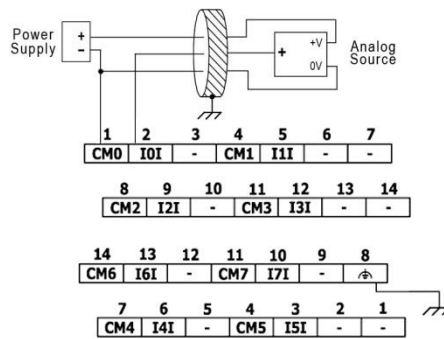 Power Supply
+
-
+
+V
0V
Analog Source
1 2 3 4 5 6 7
CM0 I0I - CM1 I1I - -
8 9 10 11 12 13 14
CM2 I2I - CM3 I3I - -
14 13 12 11 10 9 8
CM6 I6I - CM7 I7I -
7 6 5 4 3 2 1
CM4 I4I - CM5 I5I - -